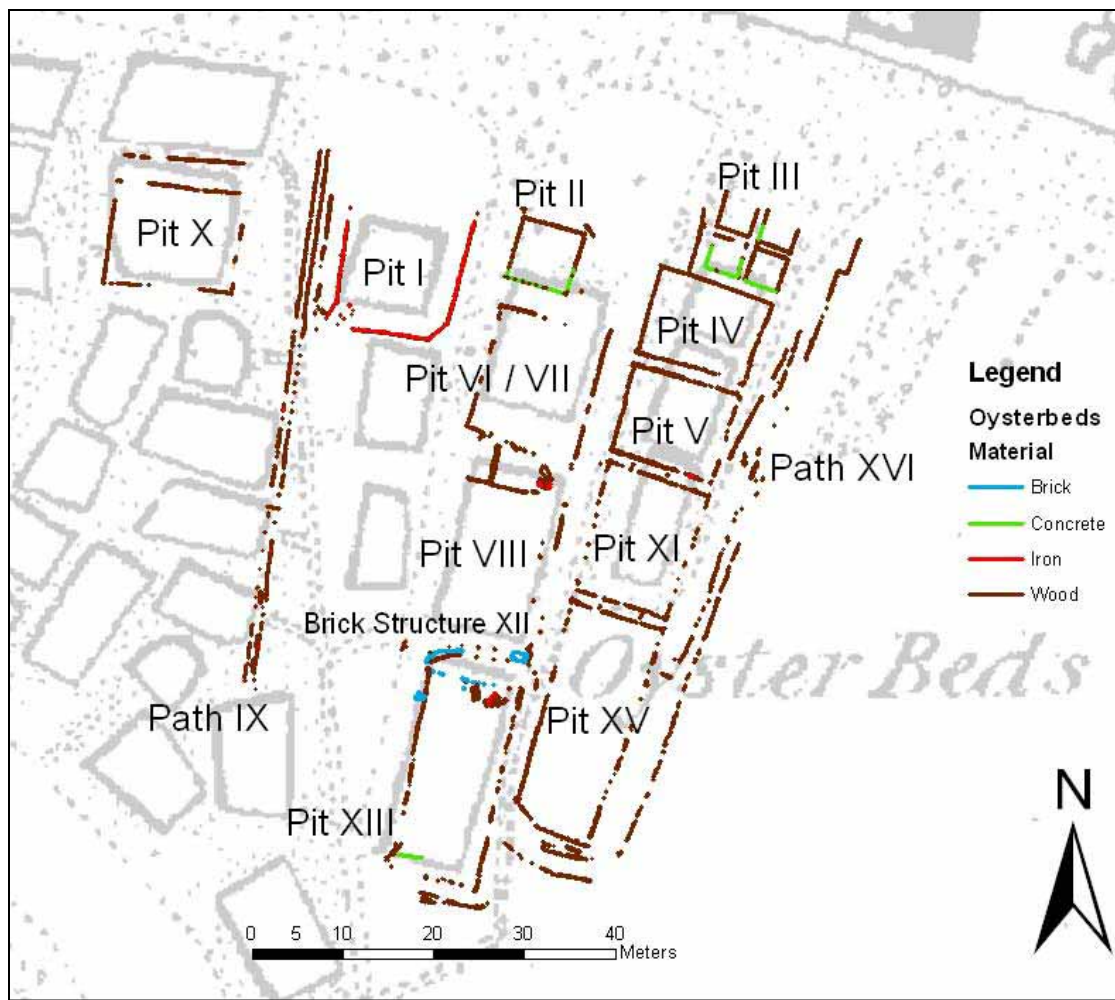 Pit III
Pit II
Pit X
Pit I
Pit IV
Pit VI / VII
Legend
Oysterbeds
Material
Brick
Concrete
Iron
Wood
Pit V
Path XVI
Pit VIII
Pit XI
Brick Structure XII
Oyster Beds
Path IX
Pit XV
Pit XIII
N
0 5 10 20 30 40
Meters